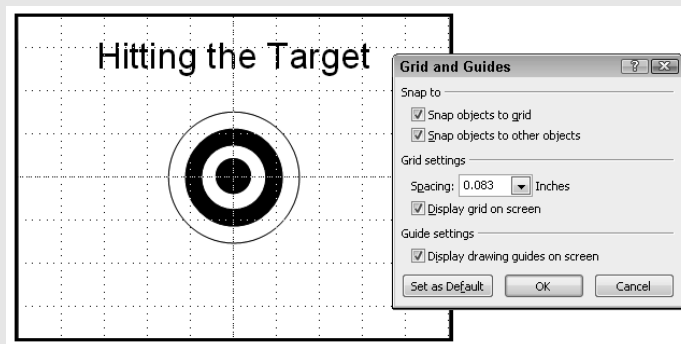 Hitting the Target
Grid and Guides
Snap to
Snap objects to grid
Snap objects to other objects
Grid settings
Spacing: 0.083 Inches
Display grid on screen
Guide settings
Display drawing guides on screen
Set as Default OK Cancel